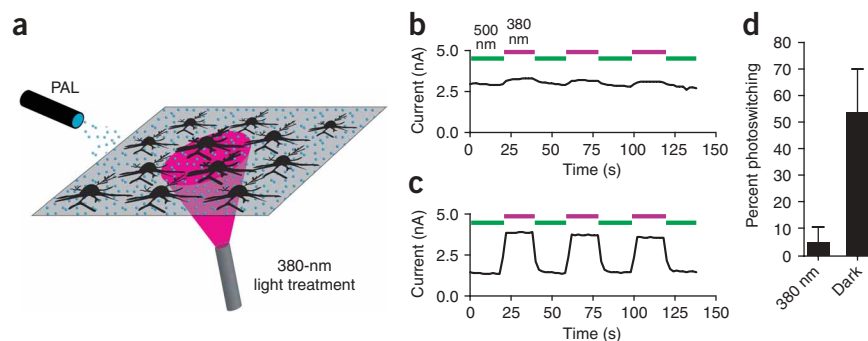 a
PAL
380-nm
light treatment
b
500
nm
380
nm
Current (nA)
5.0
2.5
0.0
0 25 50 75 100 125 150
Time (s)
c
Current (nA)
5.0
2.5
0.0
0 25 50 75 100 125 150
Time (s)
d
Percent photoswitching
80
70
60
50
40
30
20
10
0
380 nm
Dark